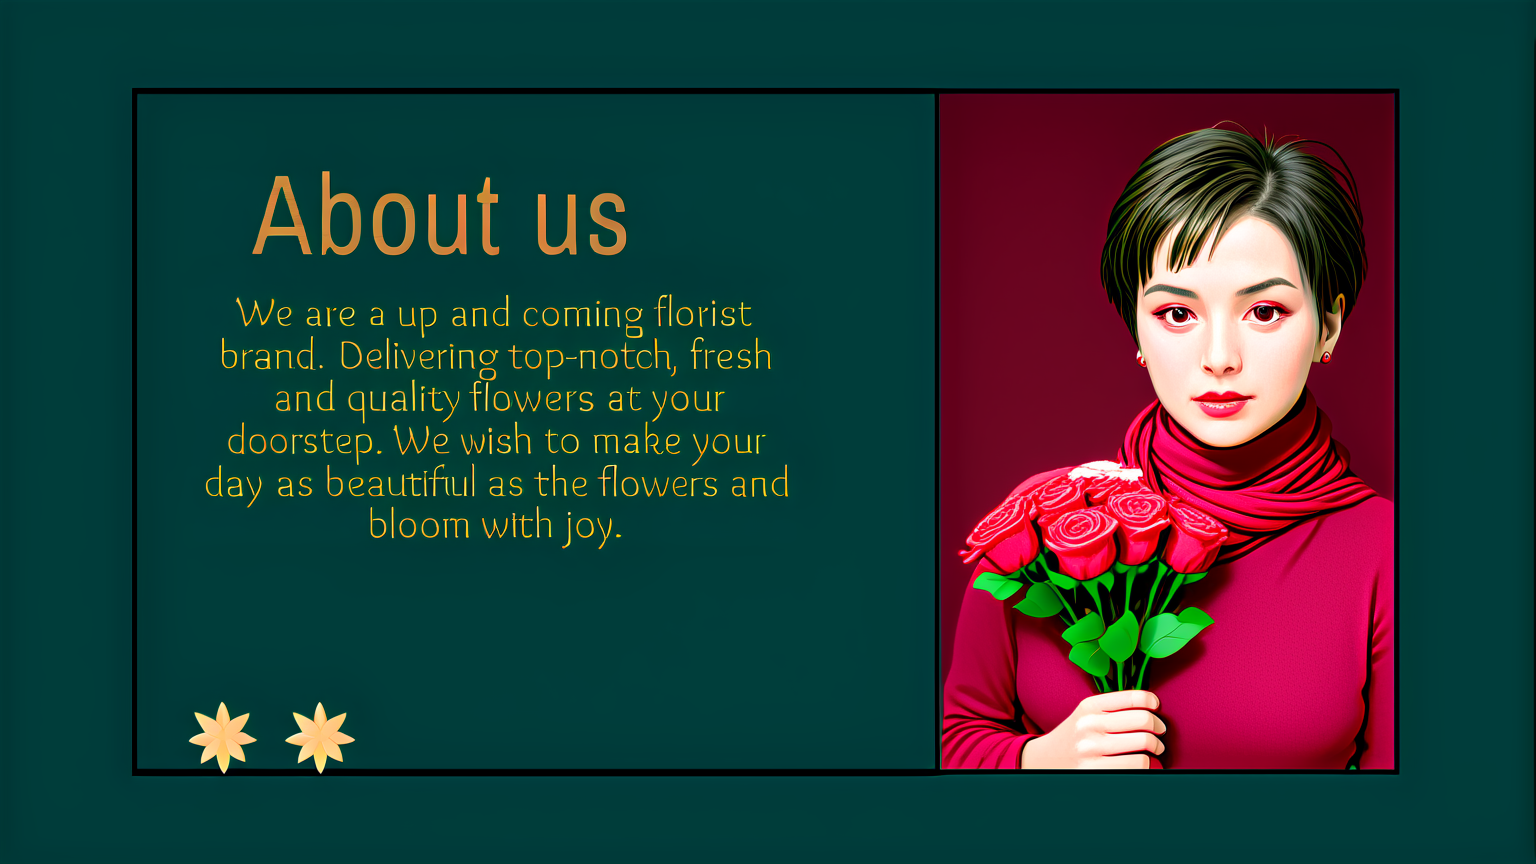 About us
We are a up and coming florist
brand. Delivering top-notch, fresh
and quality flowers at your
doorstep. We wish to make your
day as beautiful as the flowers and
bloom with joy.